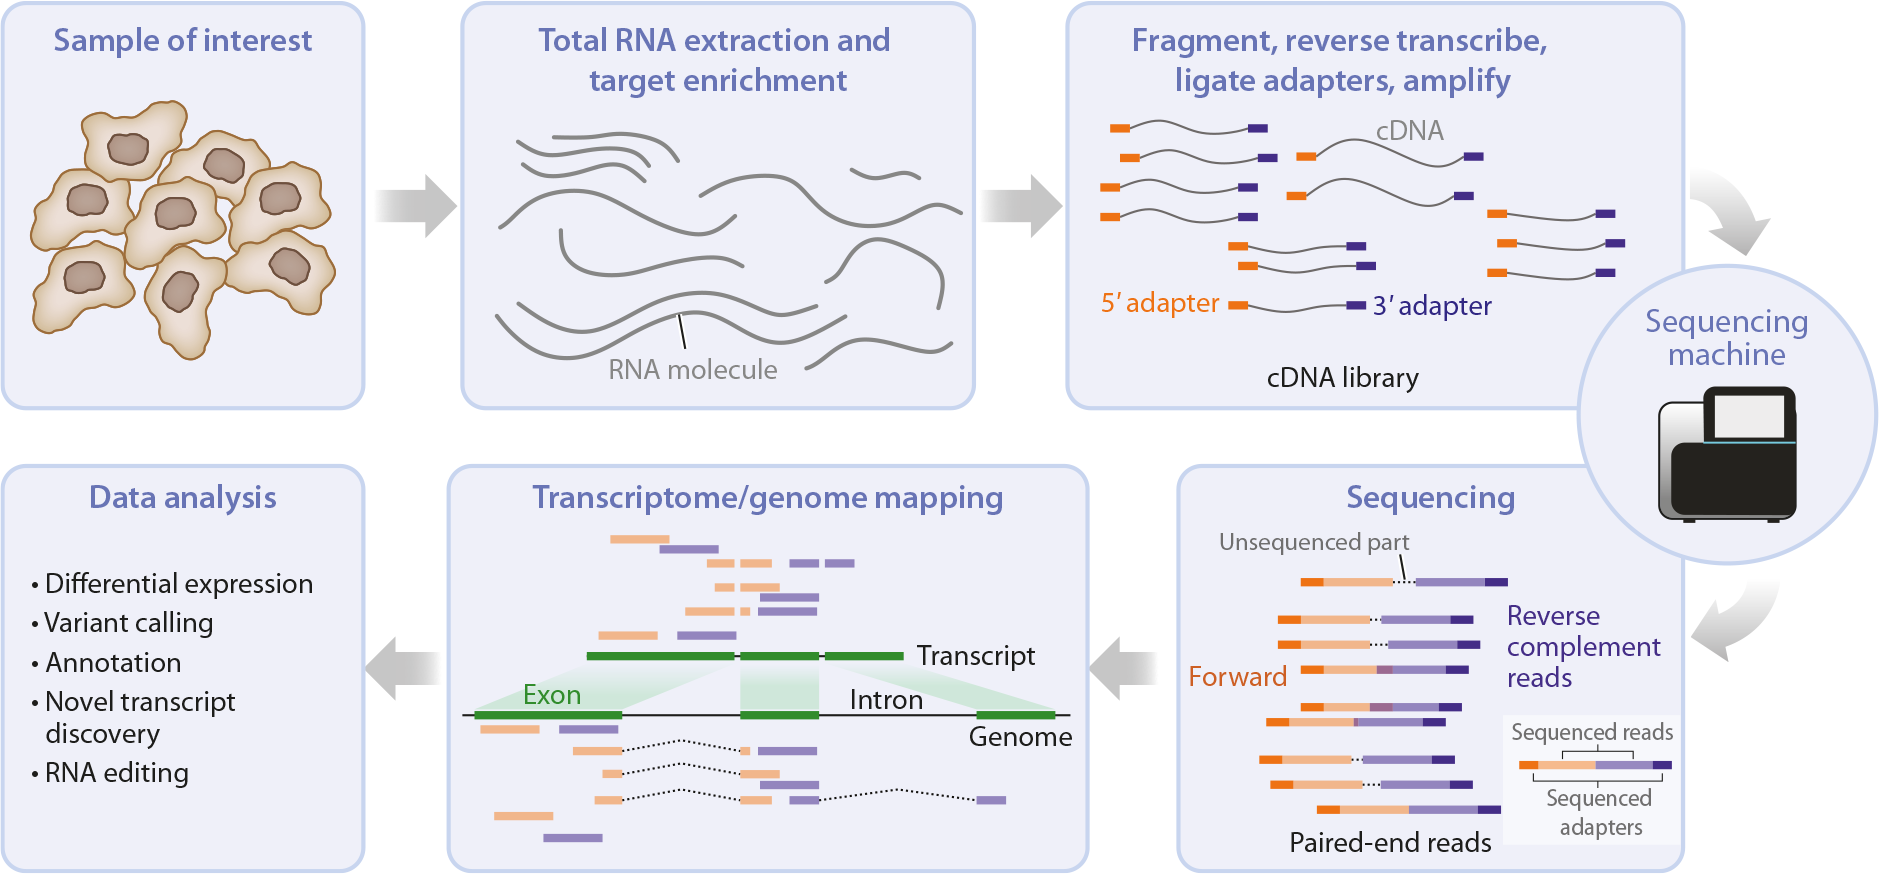 Sample of interest
Total RNA extraction and
target enrichment
RNA molecule
Fragment, reverse transcribe,
ligate adapters, amplify
cDNA
5′ adapter
3′ adapter
cDNA library
Sequencing
machine
Sequencing
Unsequenced part
Reverse
complement
reads
Forward
Sequenced reads
Sequenced
adapters
Paired-end reads
Transcriptome/genome mapping
Transcript
Exon
Intron
Genome
Data analysis
• Differential expression
• Variant calling
• Annotation
• Novel transcript
discovery
• RNA editing